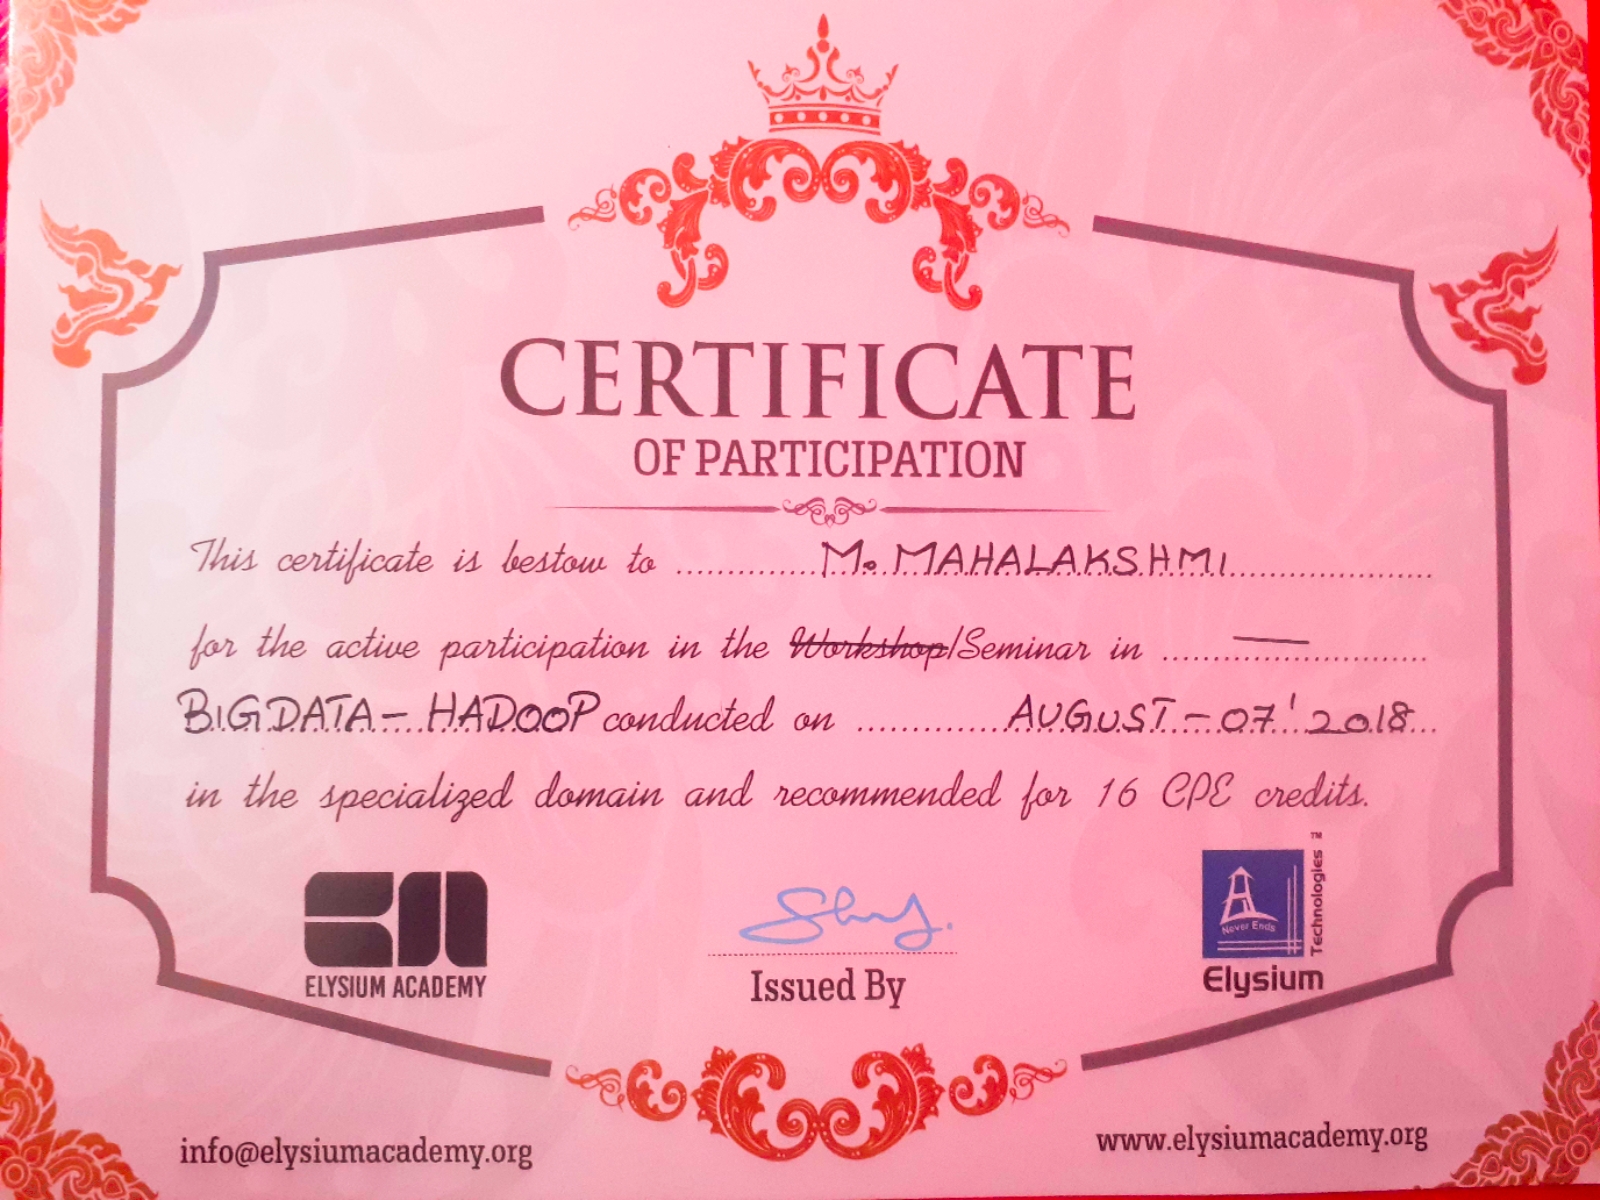 CERTIFICATE
OF PARTICIPATION
This certificate is bestow to ............M. MAHALAKSHMI..................
for the active participation in the Workshop/Seminar in ......—..........
BIGDATA - HADOOP conducted on ............AUGUST - 07' 2018...
in the specialized domain and recommended for 16 CPE credits.
ELYSIUM ACADEMY
Issued By
Never Ends
Technologies ™
Elysium
info@elysiumacademy.org
www.elysiumacademy.org